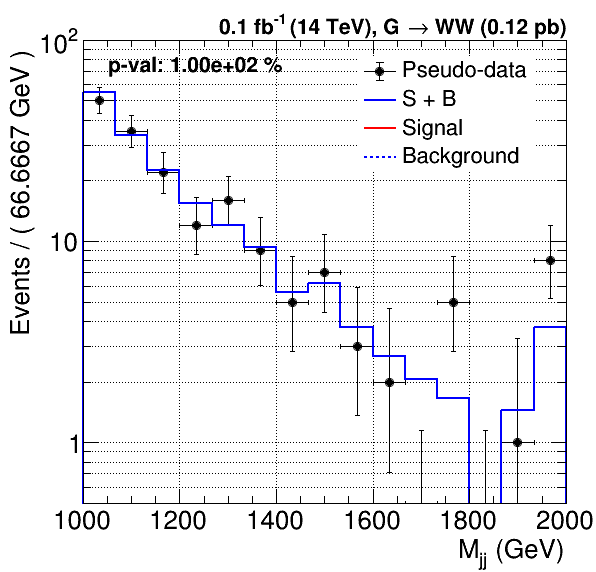 0.1 fb⁻¹ (14 TeV), G → WW (0.12 pb)
p-val: 1.00e+02 %
Pseudo-data
S + B
Signal
Background
Events / ( 66.6667 GeV )
10²
10
1
1000 1200 1400 1600 1800 2000
M_jj (GeV)